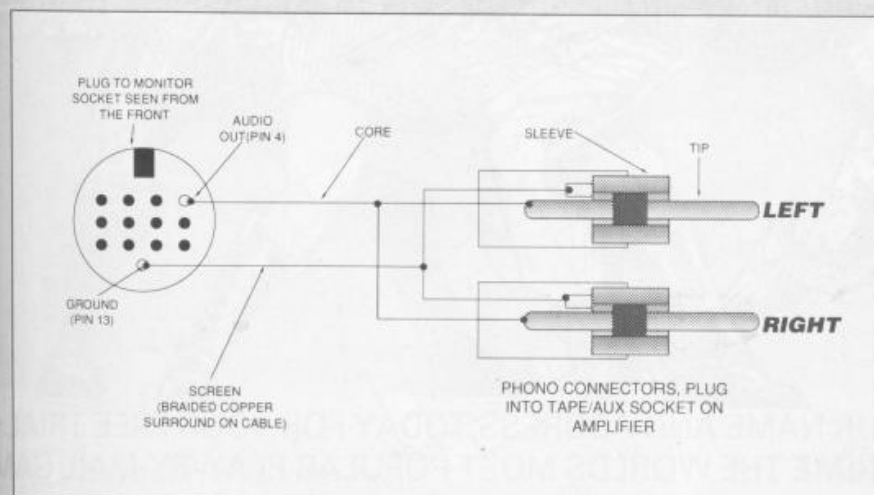 PLUG TO MONITOR
SOCKET SEEN FROM
THE FRONT
AUDIO
OUT(PIN 4)
CORE
SLEEVE
TIP
LEFT
GROUND
(PIN 13)
RIGHT
SCREEN
(BRAIDED COPPER
SURROUND ON CABLE)
PHONO CONNECTORS, PLUG
INTO TAPE/AUX SOCKET ON
AMPLIFIER